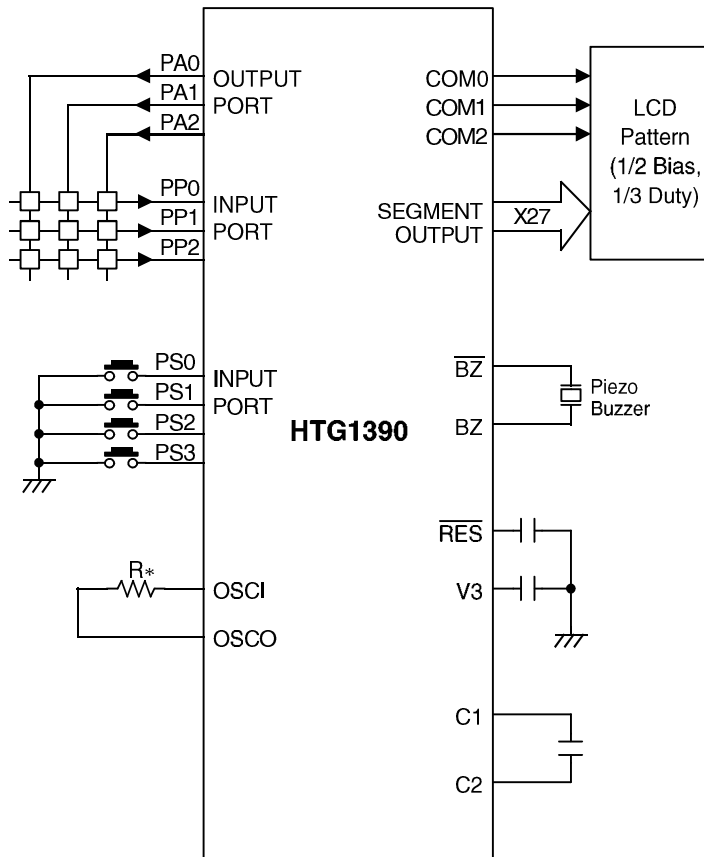 PA0
PA1
PA2
OUTPUT
PORT
PP0
PP1
PP2
INPUT
PORT
PS0
PS1
PS2
PS3
INPUT
PORT
R*
OSCI
OSCO
HTG1390
COM0
COM1
COM2
SEGMENT
OUTPUT
X27
LCD
Pattern
(1/2 Bias,
1/3 Duty)
BZ
BZ
Piezo
Buzzer
RES
V3
C1
C2